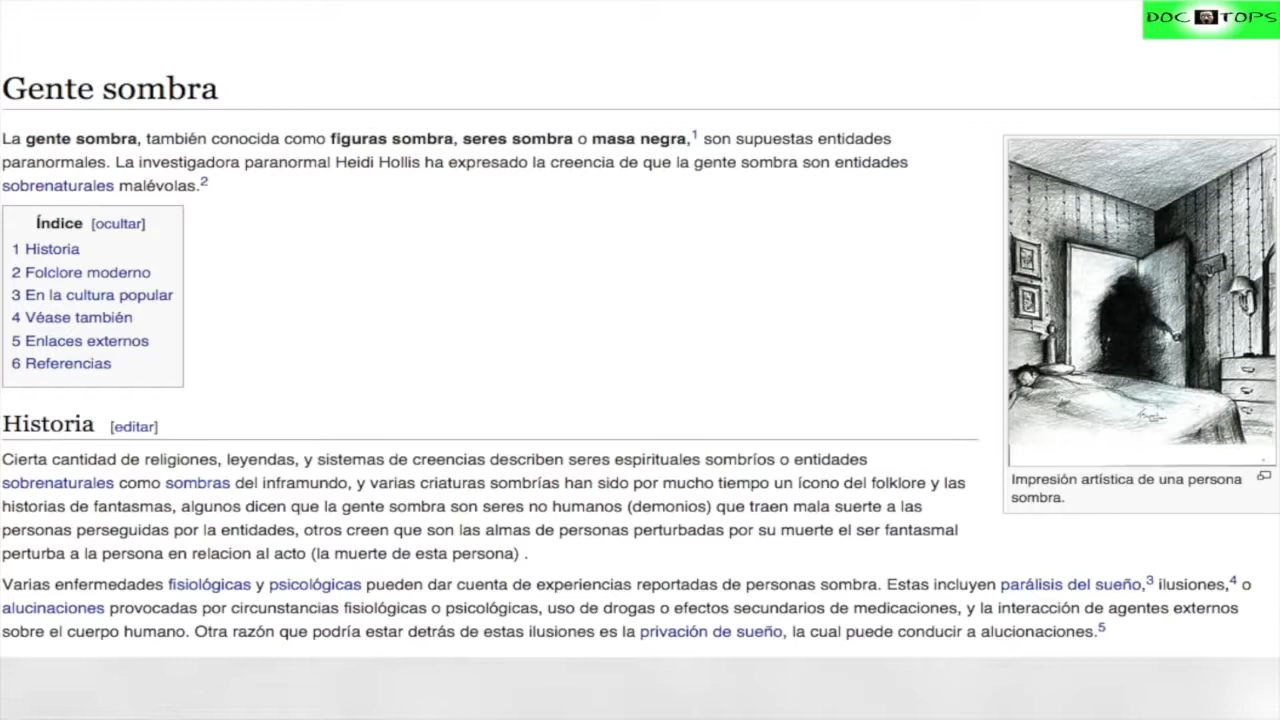 DOC TOPS
Gente sombra
La gente sombra, también conocida como figuras sombra, seres sombra o masa negra,1 son supuestas entidades
paranormales. La investigadora paranormal Heidi Hollis ha expresado la creencia de que la gente sombra son entidades
sobrenaturales malévolas.2
Índice [ocultar]
1 Historia
2 Folclore moderno
3 En la cultura popular
4 Véase también
5 Enlaces externos
6 Referencias
Impresión artística de una persona
sombra.
Historia [editar]
Cierta cantidad de religiones, leyendas, y sistemas de creencias describen seres espirituales sombríos o entidades
sobrenaturales como sombras del inframundo, y varias criaturas sombrías han sido por mucho tiempo un ícono del folklore y las
historias de fantasmas, algunos dicen que la gente sombra son seres no humanos (demonios) que traen mala suerte a las
personas perseguidas por la entidades, otros creen que son las almas de personas perturbadas por su muerte el ser fantasmal
perturba a la persona en relacion al acto (la muerte de esta persona) .
Varias enfermedades fisiológicas y psicológicas pueden dar cuenta de experiencias reportadas de personas sombra. Estas incluyen parálisis del sueño,3 ilusiones,4 o
alucinaciones provocadas por circunstancias fisiológicas o psicológicas, uso de drogas o efectos secundarios de medicaciones, y la interacción de agentes externos
sobre el cuerpo humano. Otra razón que podría estar detrás de estas ilusiones es la privación de sueño, la cual puede conducir a alucionaciones.5